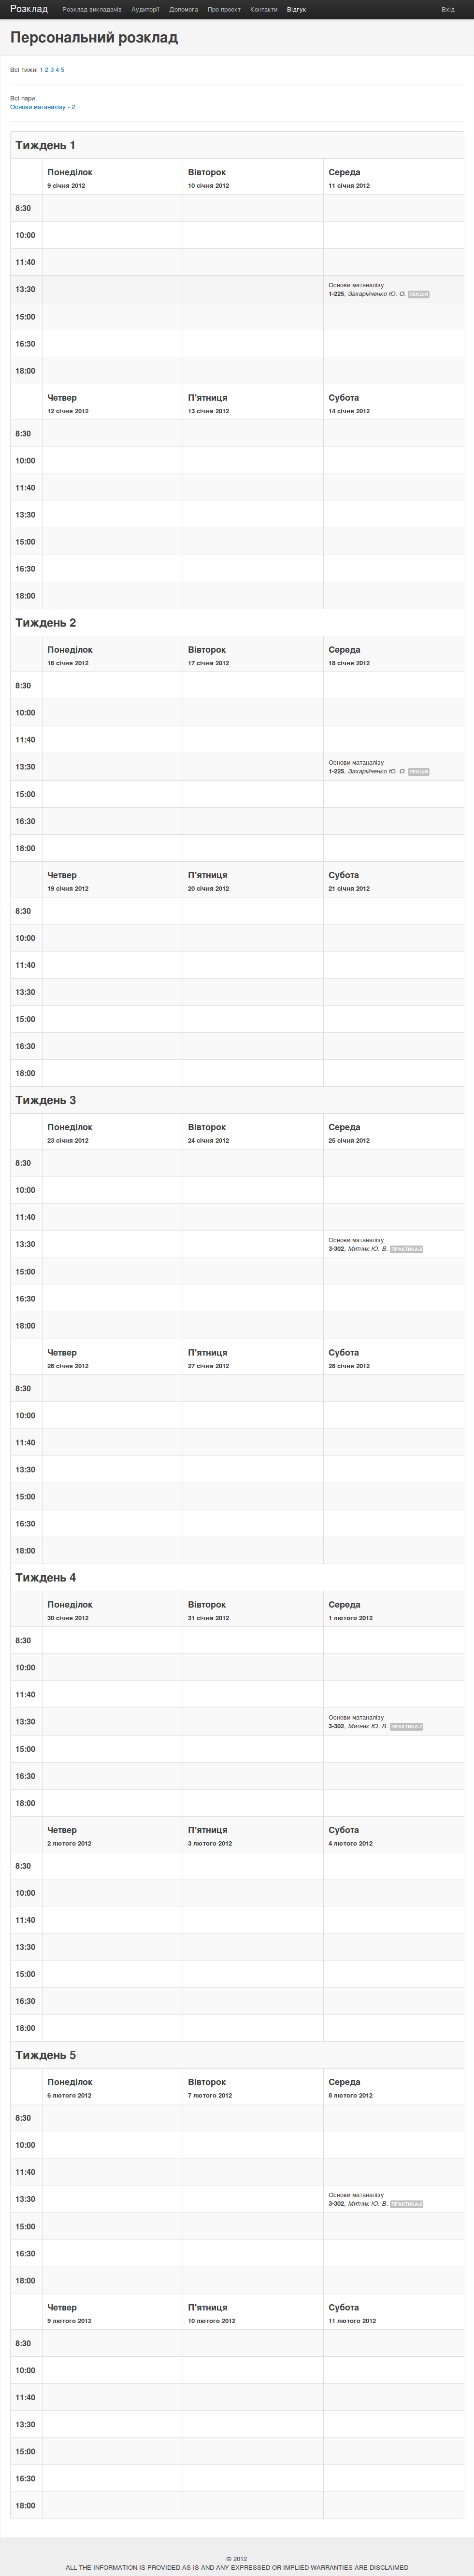 Розклад Розклад викладачів Аудиторії Допомога Про проект Контакти Відгук Вхід
Персональний розклад
Всі тижні 1 2 3 4 5
Всі пари
Основи матаналізу - 2
Тиждень 1
Понеділок Вівторок Середа
9 січня 2012 10 січня 2012 11 січня 2012
8:30
10:00
11:40
13:30 Основи матаналізу
1-225, Захарійченко Ю. О. ЛЕКЦІЯ
15:00
16:30
18:00
Четвер П'ятниця Субота
12 січня 2012 13 січня 2012 14 січня 2012
8:30
10:00
11:40
13:30
15:00
16:30
18:00
Тиждень 2
Понеділок Вівторок Середа
16 січня 2012 17 січня 2012 18 січня 2012
8:30
10:00
11:40
13:30 Основи матаналізу
1-225, Захарійченко Ю. О. ЛЕКЦІЯ
15:00
16:30
18:00
Четвер П'ятниця Субота
19 січня 2012 20 січня 2012 21 січня 2012
8:30
10:00
11:40
13:30
15:00
16:30
18:00
Тиждень 3
Понеділок Вівторок Середа
23 січня 2012 24 січня 2012 25 січня 2012
8:30
10:00
11:40
13:30 Основи матаналізу
3-302, Митник Ю. В. ПРАКТИКА-2
15:00
16:30
18:00
Четвер П'ятниця Субота
26 січня 2012 27 січня 2012 28 січня 2012
8:30
10:00
11:40
13:30
15:00
16:30
18:00
Тиждень 4
Понеділок Вівторок Середа
30 січня 2012 31 січня 2012 1 лютого 2012
8:30
10:00
11:40
13:30 Основи матаналізу
3-302, Митник Ю. В. ПРАКТИКА-2
15:00
16:30
18:00
Четвер П'ятниця Субота
2 лютого 2012 3 лютого 2012 4 лютого 2012
8:30
10:00
11:40
13:30
15:00
16:30
18:00
Тиждень 5
Понеділок Вівторок Середа
6 лютого 2012 7 лютого 2012 8 лютого 2012
8:30
10:00
11:40
13:30 Основи матаналізу
3-302, Митник Ю. В. ПРАКТИКА-2
15:00
16:30
18:00
Четвер П'ятниця Субота
9 лютого 2012 10 лютого 2012 11 лютого 2012
8:30
10:00
11:40
13:30
15:00
16:30
18:00
© 2012
ALL THE INFORMATION IS PROVIDED AS IS AND ANY EXPRESSED OR IMPLIED WARRANTIES ARE DISCLAIMED